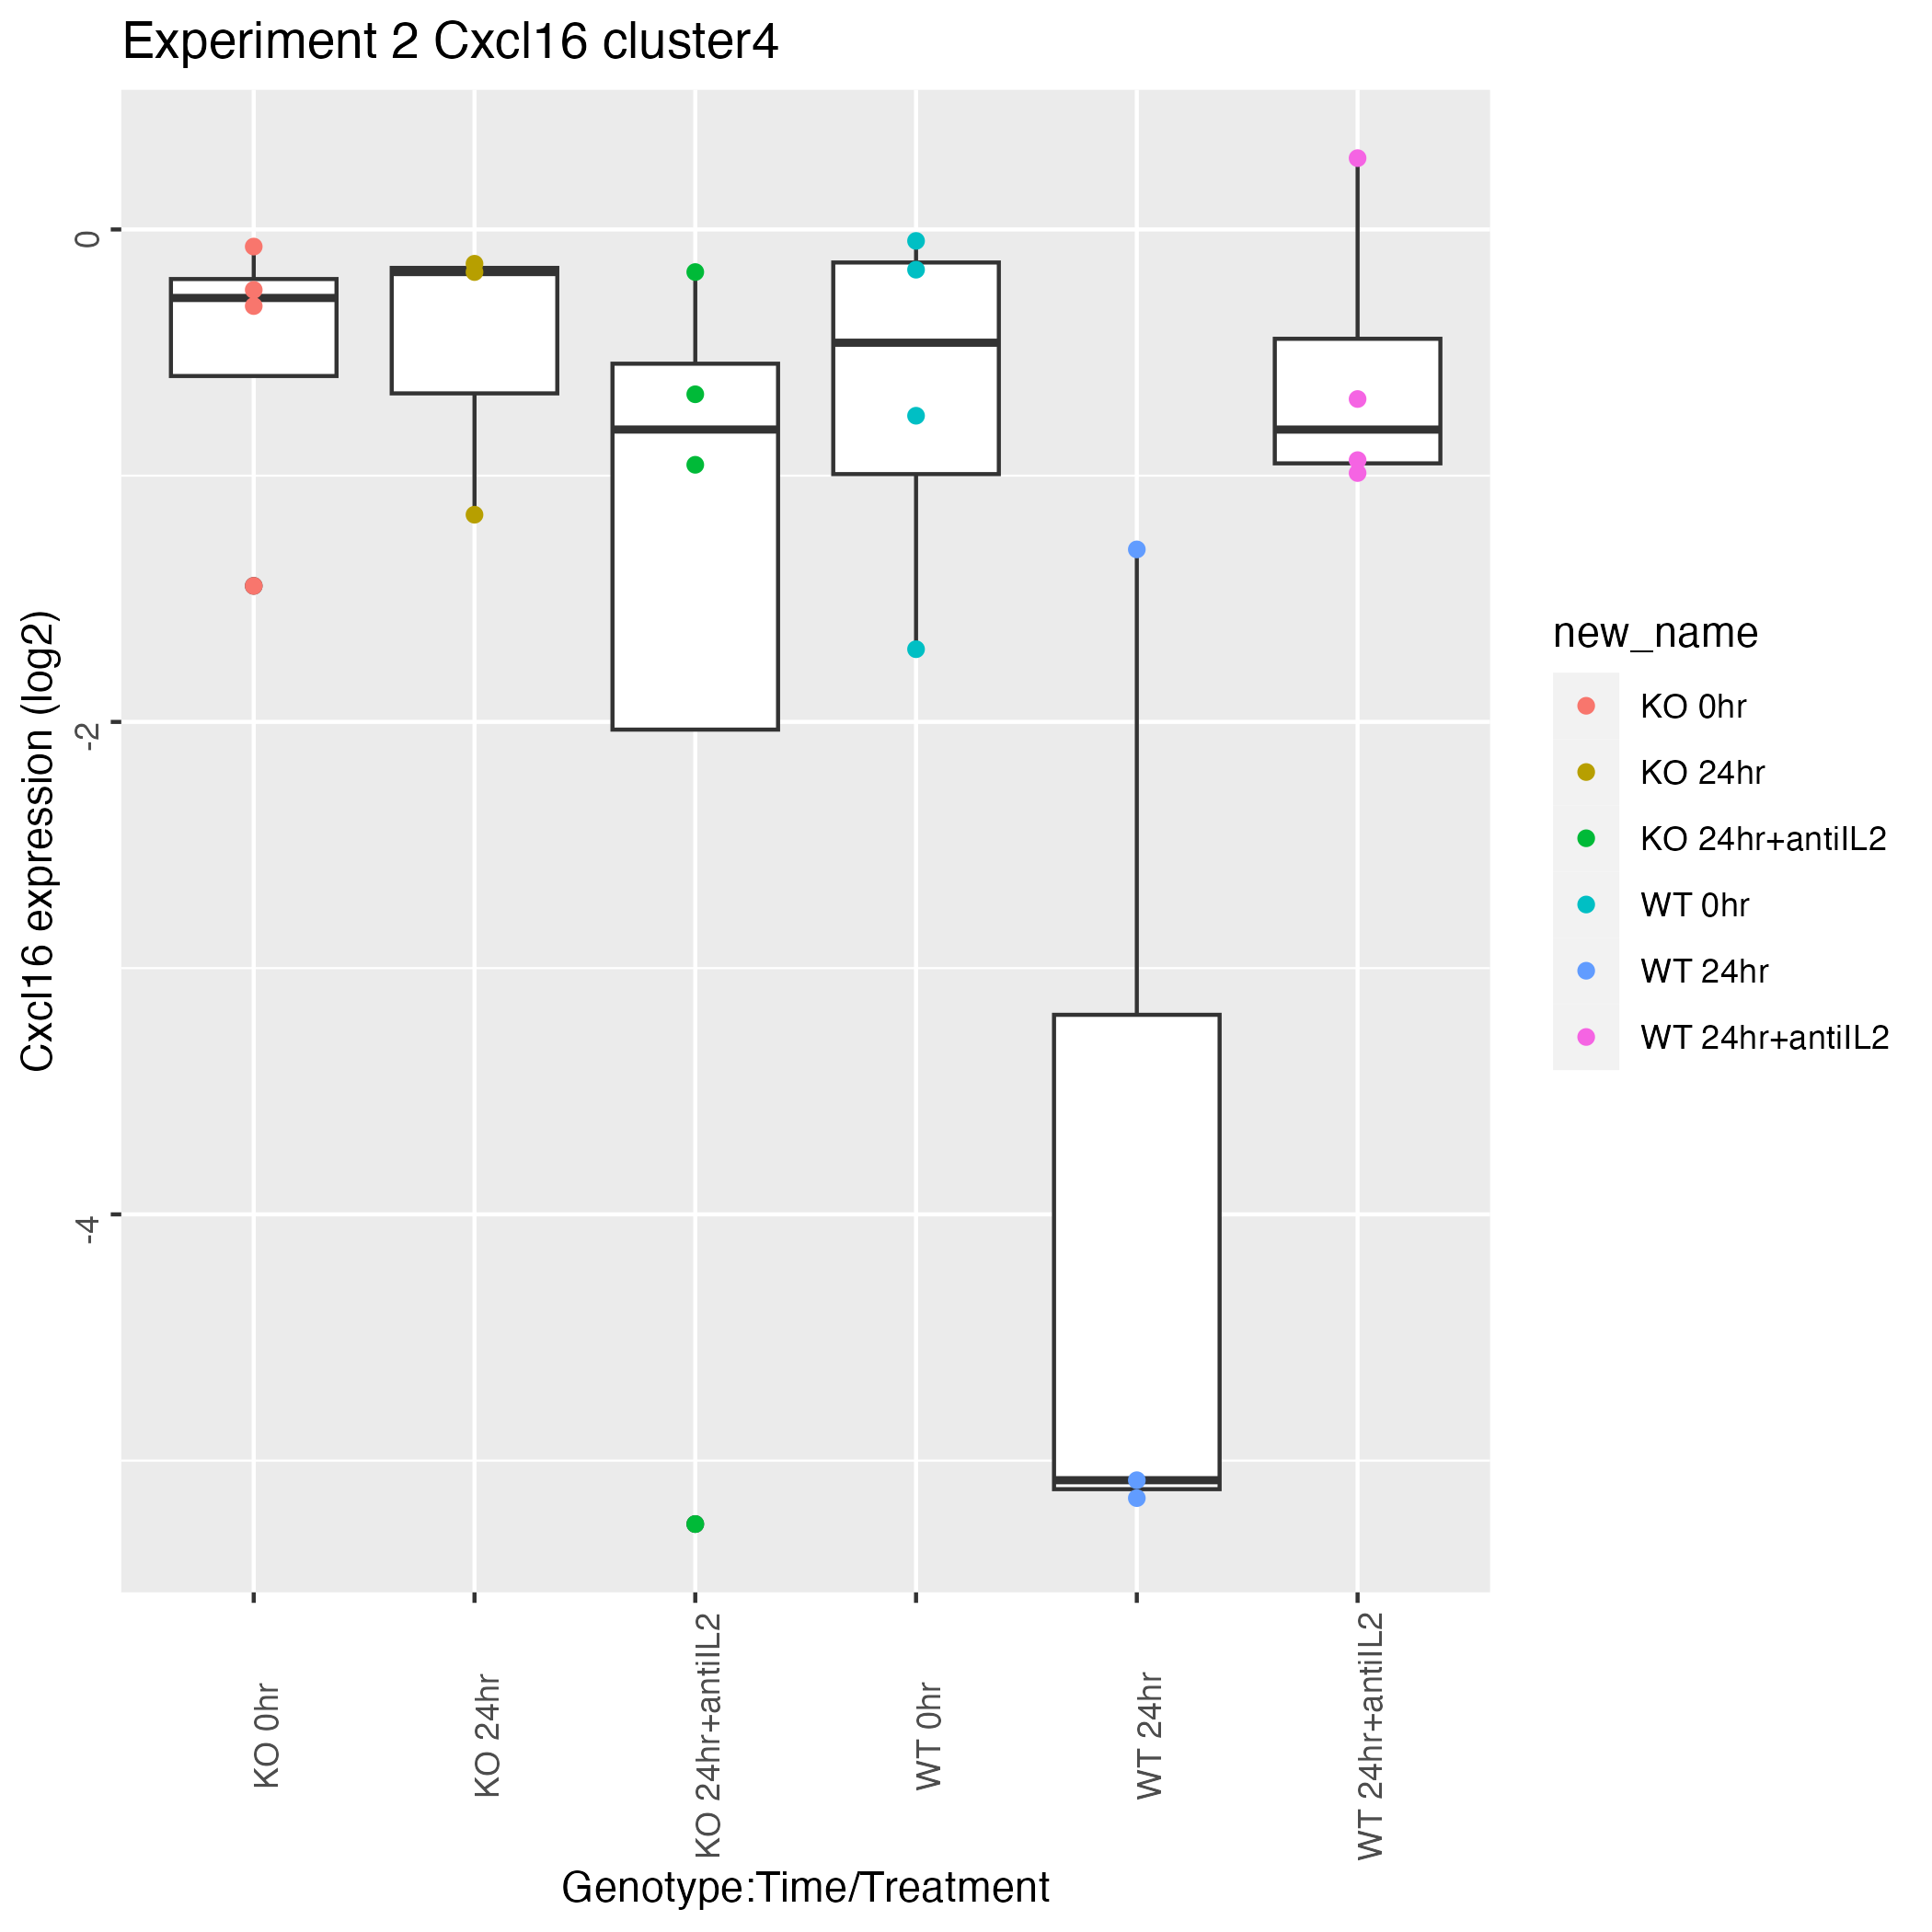 Experiment 2 Cxcl16 cluster4
Cxcl16 expression (log2)
0
-2
-4
KO 0hr
KO 24hr
KO 24hr+antiIL2
WT 0hr
WT 24hr
WT 24hr+antiIL2
Genotype:Time/Treatment
new_name
KO 0hr
KO 24hr
KO 24hr+antiIL2
WT 0hr
WT 24hr
WT 24hr+antiIL2